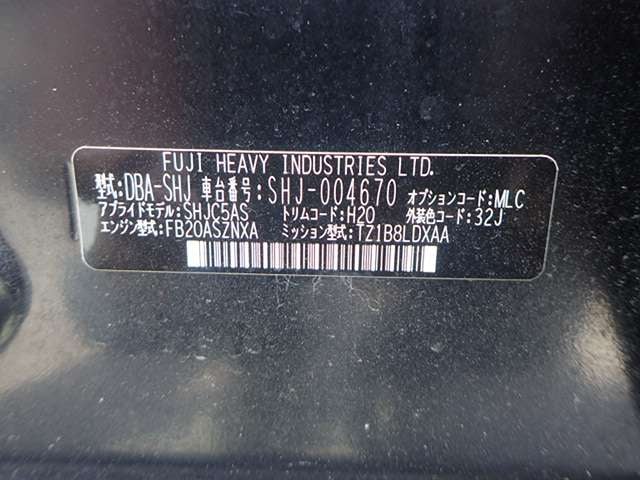 FUJI HEAVY INDUSTRIES LTD.
型式:DBA-SHJ 車台番号:SHJ-004670 オプションコード:MLC
アプライドモデル:SHJC5AS トリムコード:H20 外装色コード:32J
エンジン型式:FB20ASZNXA ミッション型式:TZ1B8LDXAA